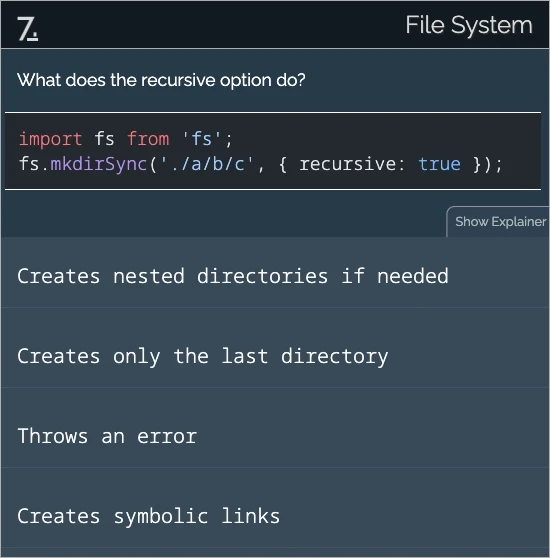 7.
File System
What does the recursive option do?
import fs from 'fs';
fs.mkdirSync('./a/b/c', { recursive: true });
Show Explainer
Creates nested directories if needed
Creates only the last directory
Throws an error
Creates symbolic links